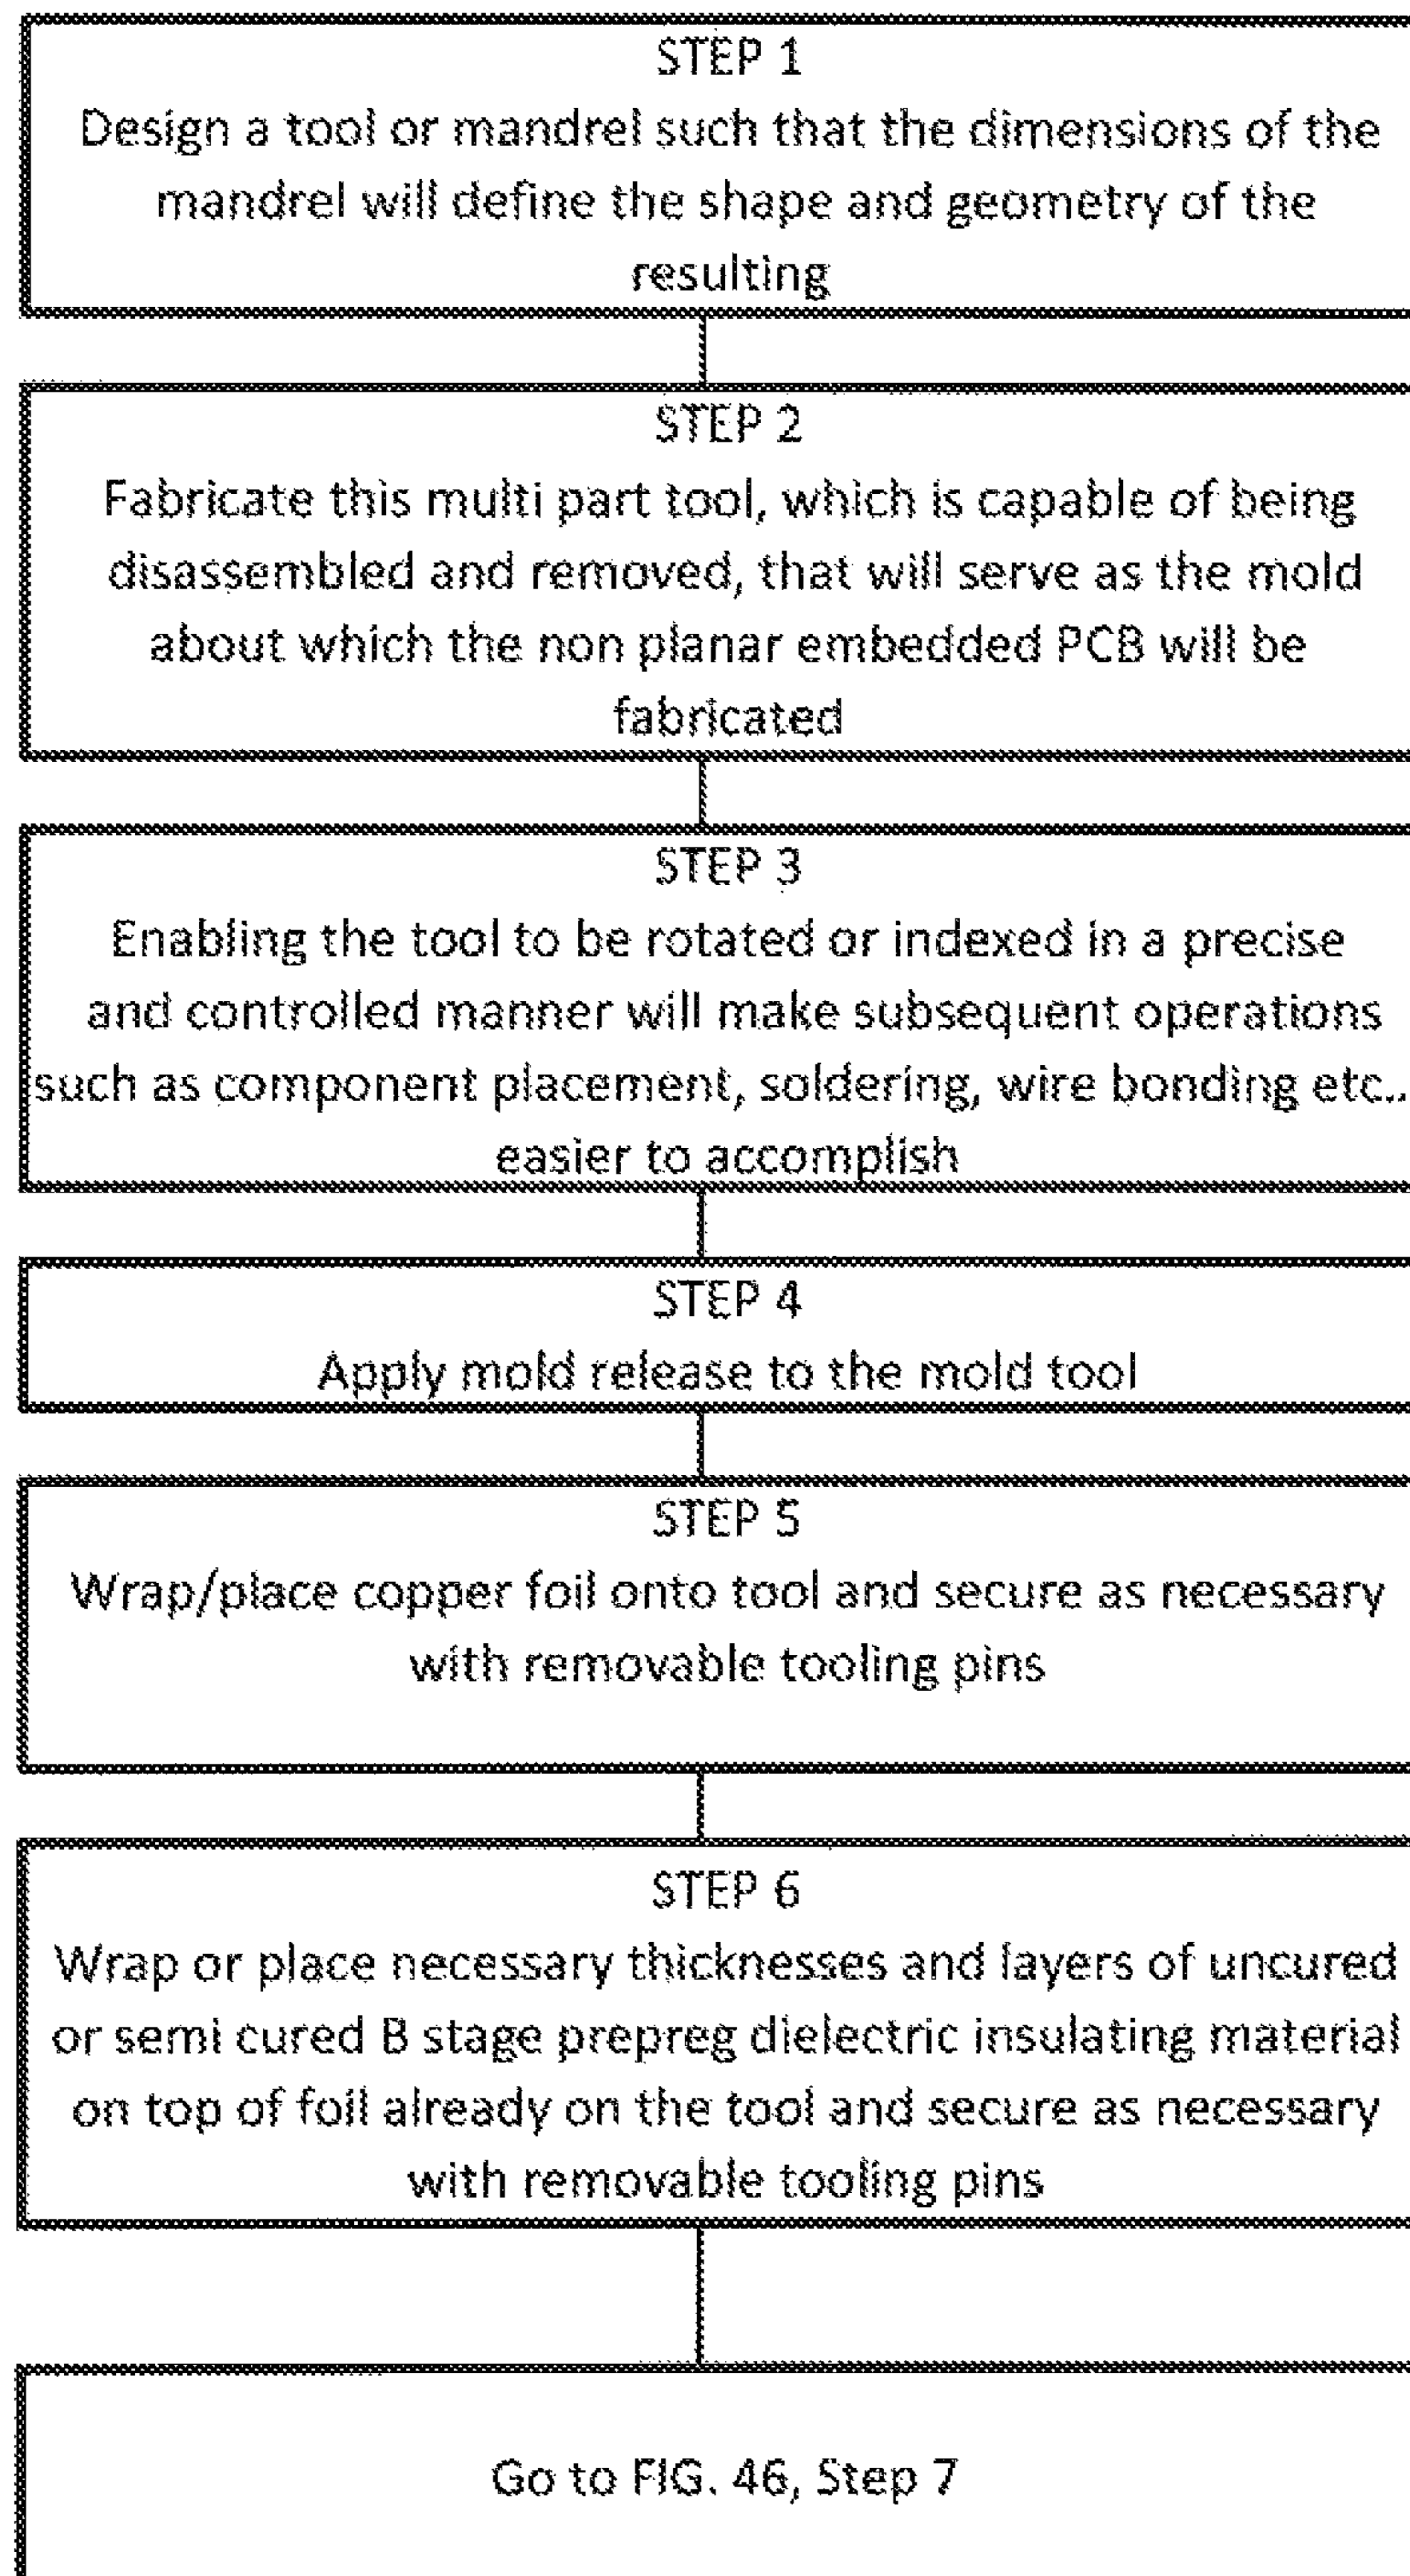 STEP 1
Design a tool or mandrel such that the dimensions of the
mandrel will define the shape and geometry of the
resulting
STEP 2
Fabricate this multi part tool, which is capable of being
disassembled and removed, that will serve as the mold
about which the non planar embedded PCB will be
fabricated
STEP 3
Enabling the tool to be rotated or indexed in a precise
and controlled manner will make subsequent operations
such as component placement, soldering, wire bonding etc..
easier to accomplish
STEP 4
Apply mold release to the mold tool
STEP 5
Wrap/place copper foil onto tool and secure as necessary
with removable tooling pins
STEP 6
Wrap or place necessary thicknesses and layers of uncured
or semi cured B stage prepreg dielectric insulating material
on top of foil already on the tool and secure as necessary
with removable tooling pins
Go to FIG. 46, Step 7